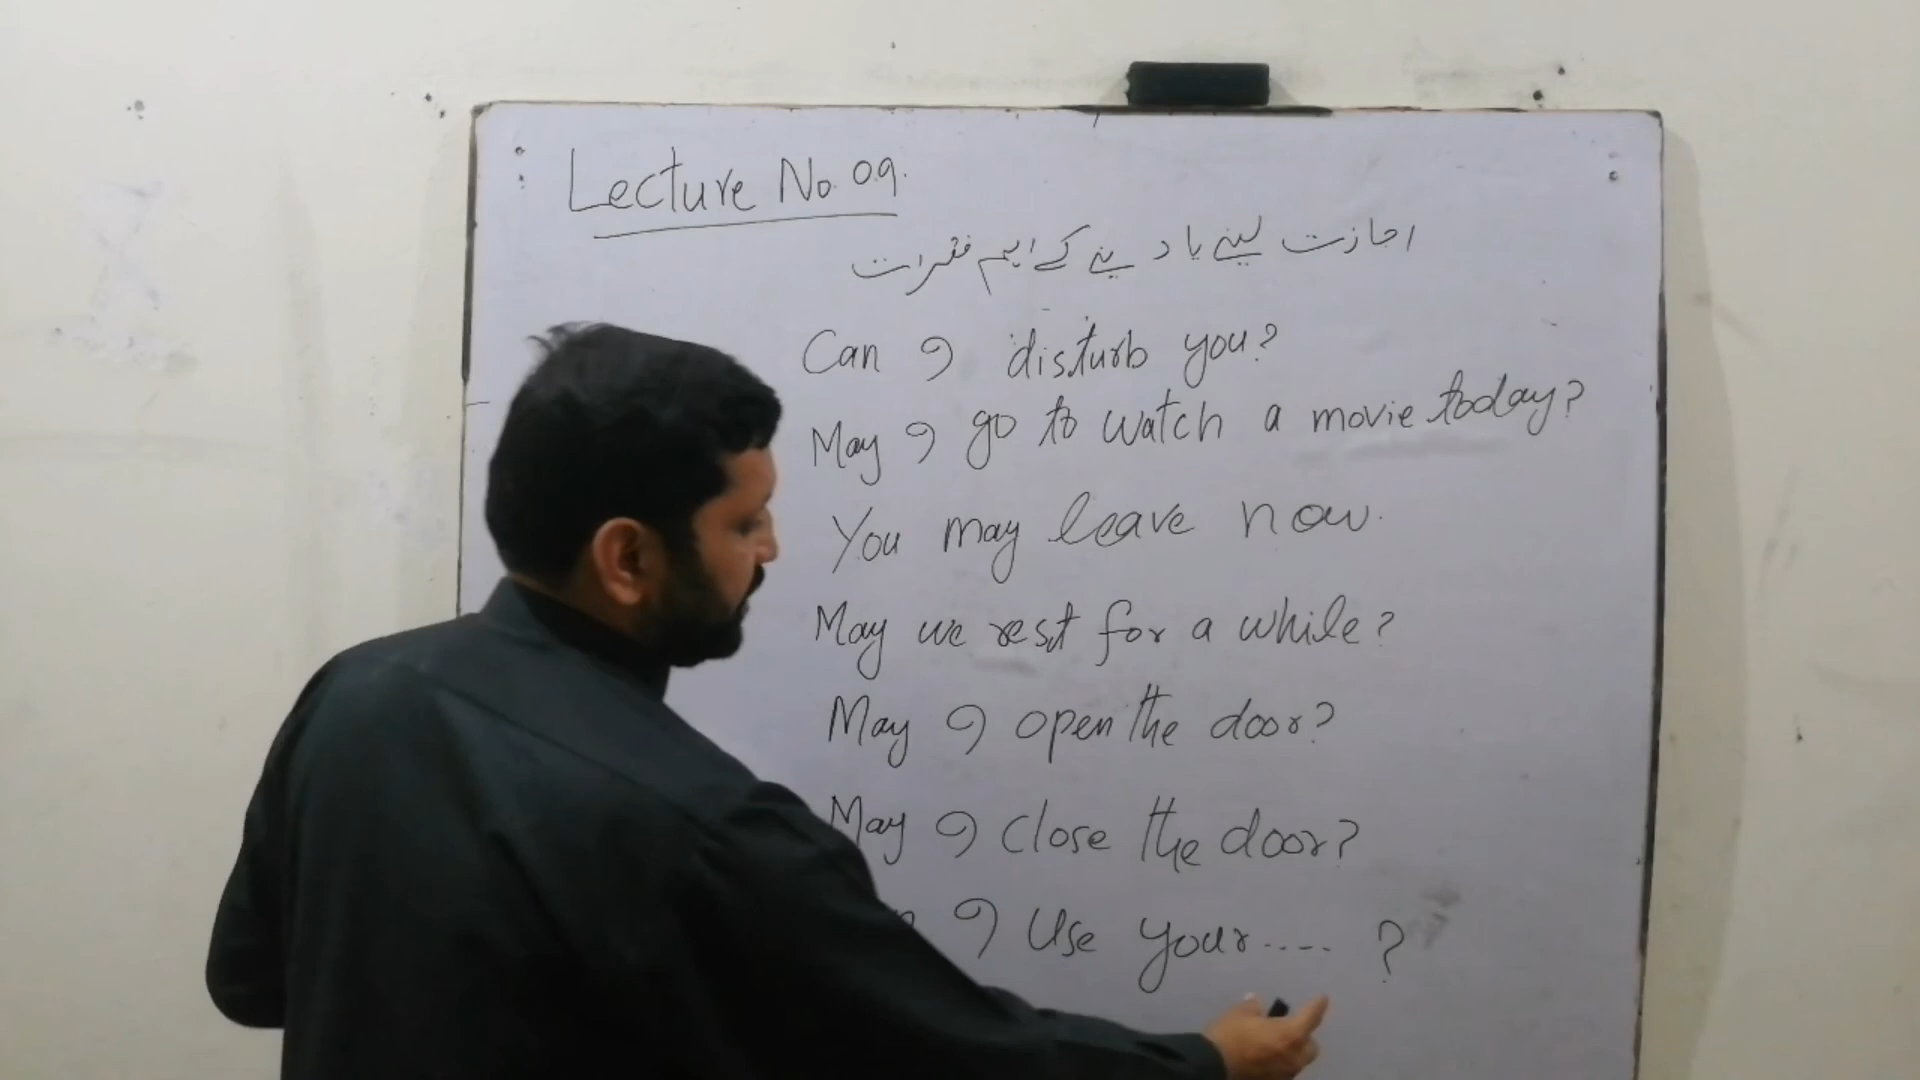 Lecture No. 09.
اجازت لینے یا دینے کے اہم فقرات
Can I disturb you?
May I go to watch a movie today?
You may leave now.
May we rest for a while?
May I open the door?
May I close the door?
I Use your.... ?